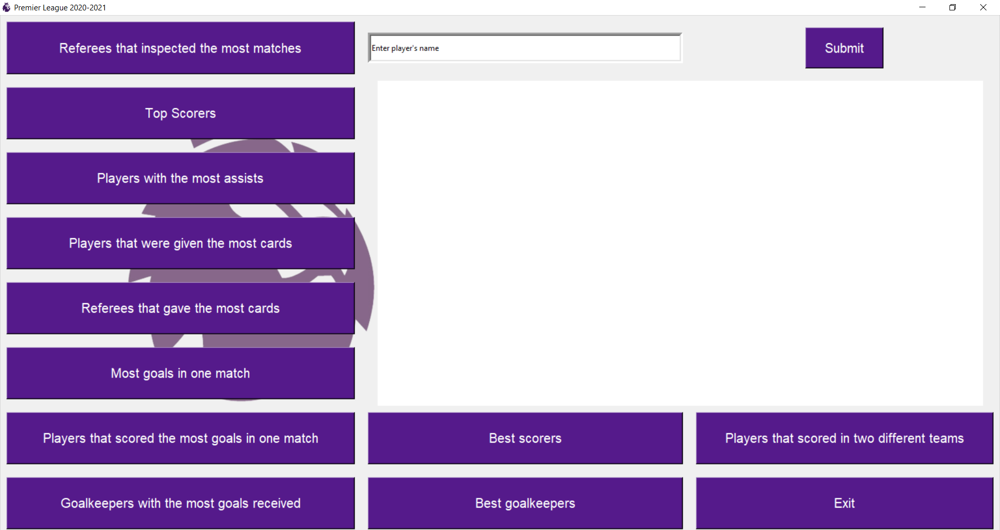 Premier League 2020-2021
Referees that inspected the most matches
Enter player's name
Submit
Top Scorers
Players with the most assists
Players that were given the most cards
Referees that gave the most cards
Most goals in one match
Players that scored the most goals in one match
Best scorers
Players that scored in two different teams
Goalkeepers with the most goals received
Best goalkeepers
Exit